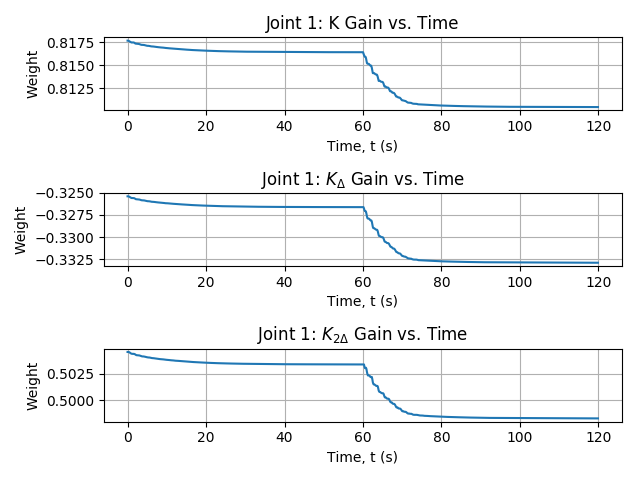 Joint 1: K Gain vs. Time
0.8175
0.8150
0.8125
Weight
0 20 40 60 80 100 120
Time, t (s)
Joint 1: K_Δ Gain vs. Time
−0.3250
−0.3275
−0.3300
−0.3325
Weight
0 20 40 60 80 100 120
Time, t (s)
Joint 1: K_2Δ Gain vs. Time
0.5025
0.5000
Weight
0 20 40 60 80 100 120
Time, t (s)